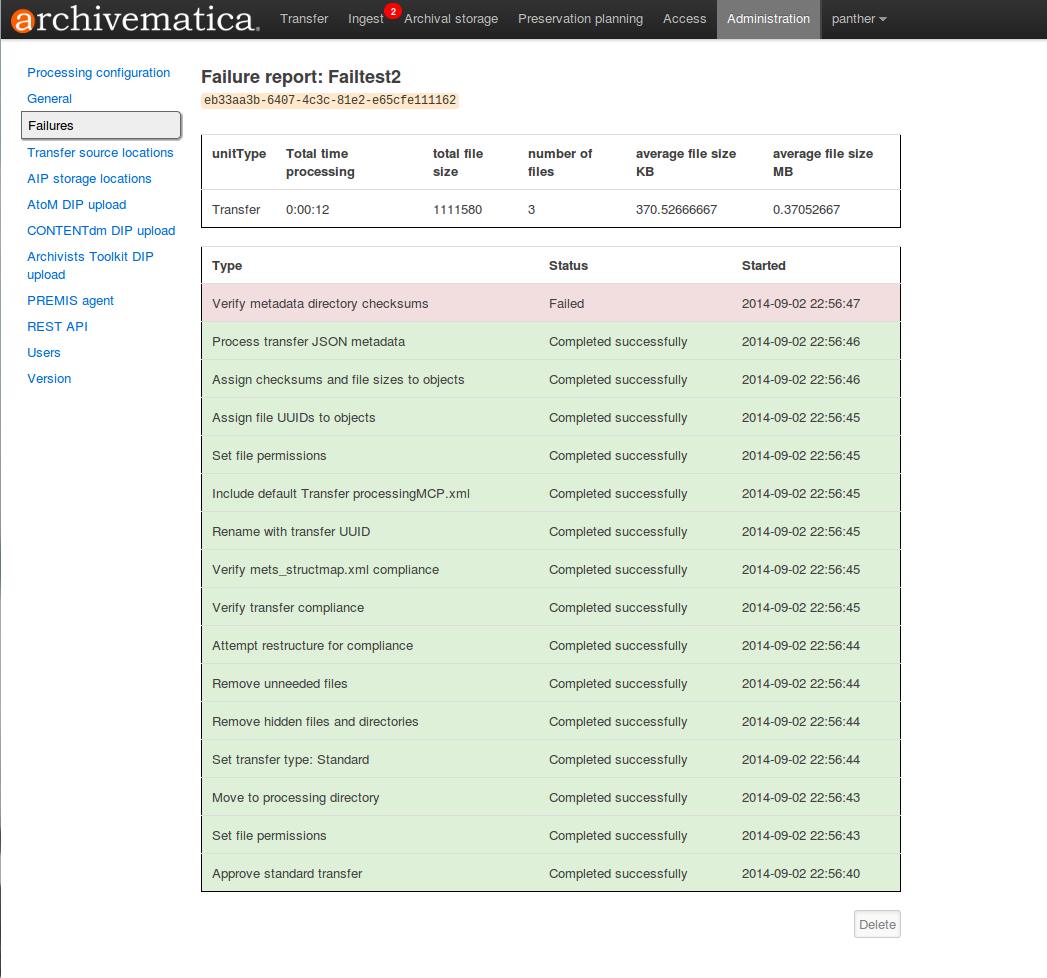 archivematica.
Transfer Ingest 2 Archival storage Preservation planning Access Administration panther
Processing configuration
General
Failures
Transfer source locations
AIP storage locations
AtoM DIP upload
CONTENTdm DIP upload
Archivists Toolkit DIP
upload
PREMIS agent
REST API
Users
Version
Failure report: Failtest2
eb33aa3b-6407-4c3c-81e2-e65cfe111162
unitType Total time processing total file size number of files average file size KB average file size MB
Transfer 0:00:12 1111580 3 370.52666667 0.37052667
Type Status Started
Verify metadata directory checksums Failed 2014-09-02 22:56:47
Process transfer JSON metadata Completed successfully 2014-09-02 22:56:46
Assign checksums and file sizes to objects Completed successfully 2014-09-02 22:56:46
Assign file UUIDs to objects Completed successfully 2014-09-02 22:56:45
Set file permissions Completed successfully 2014-09-02 22:56:45
Include default Transfer processingMCP.xml Completed successfully 2014-09-02 22:56:45
Rename with transfer UUID Completed successfully 2014-09-02 22:56:45
Verify mets_structmap.xml compliance Completed successfully 2014-09-02 22:56:45
Verify transfer compliance Completed successfully 2014-09-02 22:56:45
Attempt restructure for compliance Completed successfully 2014-09-02 22:56:44
Remove unneeded files Completed successfully 2014-09-02 22:56:44
Remove hidden files and directories Completed successfully 2014-09-02 22:56:44
Set transfer type: Standard Completed successfully 2014-09-02 22:56:44
Move to processing directory Completed successfully 2014-09-02 22:56:43
Set file permissions Completed successfully 2014-09-02 22:56:43
Approve standard transfer Completed successfully 2014-09-02 22:56:40
Delete